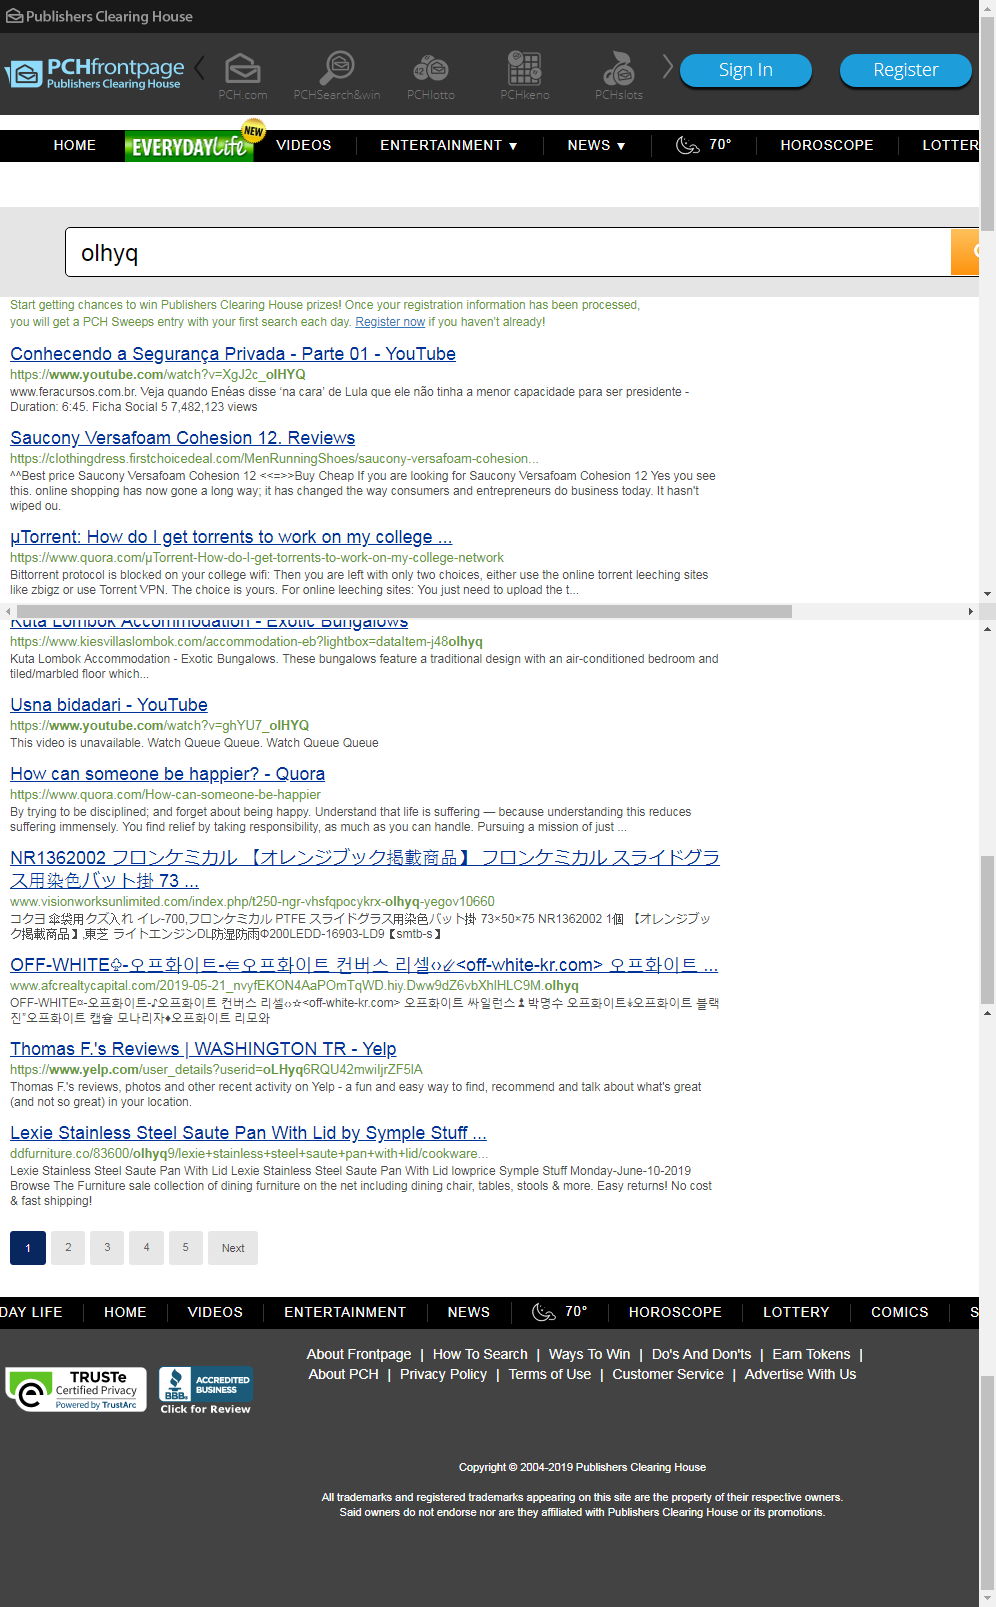 Publishers Clearing House
PCHfrontpage
Publishers Clearing House
PCH.com PCHSearch&win PCHlotto PCHkeno PCHslots
Sign In Register
HOME EVERYDAY Life NEW VIDEOS ENTERTAINMENT ▼ NEWS ▼ 70° HOROSCOPE LOTTER
olhyq
Start getting chances to win Publishers Clearing House prizes! Once your registration information has been processed,
you will get a PCH Sweeps entry with your first search each day. Register now if you haven't already!
Conhecendo a Segurança Privada - Parte 01 - YouTube
https://www.youtube.com/watch?v=XgJ2c_olHYQ
www.feracursos.com.br. Veja quando Enéas disse 'na cara' de Lula que ele não tinha a menor capacidade para ser presidente -
Duration: 6:45. Ficha Social 5 7,482,123 views
Saucony Versafoam Cohesion 12. Reviews
https://clothingdress.firstchoicedeal.com/MenRunningShoes/saucony-versafoam-cohesion...
^^Best price Saucony Versafoam Cohesion 12 <<=>>Buy Cheap If you are looking for Saucony Versafoam Cohesion 12 Yes you see
this. online shopping has now gone a long way; it has changed the way consumers and entrepreneurs do business today. It hasn't
wiped ou.
µTorrent: How do I get torrents to work on my college ...
https://www.quora.com/µTorrent-How-do-I-get-torrents-to-work-on-my-college-network
Bittorrent protocol is blocked on your college wifi: Then you are left with only two choices, either use the online torrent leeching sites
like zbigz or use Torrent VPN. The choice is yours. For online leeching sites: You just need to upload the t...
Kuta Lombok Accommodation - Exotic Bungalows
https://www.kiesvillaslombok.com/accommodation-eb?lightbox=dataItem-j48olhyq
Kuta Lombok Accommodation - Exotic Bungalows. These bungalows feature a traditional design with an air-conditioned bedroom and
tiled/marbled floor which...
Usna bidadari - YouTube
https://www.youtube.com/watch?v=ghYU7_olHYQ
This video is unavailable. Watch Queue Queue. Watch Queue Queue
How can someone be happier? - Quora
https://www.quora.com/How-can-someone-be-happier
By trying to be disciplined; and forget about being happy. Understand that life is suffering — because understanding this reduces
suffering immensely. You find relief by taking responsibility, as much as you can handle. Pursuing a mission of just ...
NR1362002 フロンケミカル 【オレンジブック掲載商品】 フロンケミカル スライドグラ
ス用染色バット掛 73 ...
www.visionworksunlimited.com/index.php/t250-ngr-vhsfqpocykrx-olhyq-yegov10660
コクヨ 傘袋用クズ入れ イレ-700,フロンケミカル PTFE スライドグラス用染色バット掛 73×50×75 NR1362002 1個 【オレンジブッ
ク掲載商品】,東芝 ライトエンジンDL防湿防雨Φ200LEDD-16903-LD9【smtb-s】
OFF-WHITE♧-오프화이트-⇐오프화이트 컨버스 리셀‹›✐<off-white-kr.com> 오프화이트 ...
www.afcrealtycapital.com/2019-05-21_nvyfEKON4AaPOmTqWD.hiy.Dww9dZ6vbXhlHLC9M.olhyq
OFF-WHITE¤-오프화이트-♪오프화이트 컨버스 리셀‹›☆<off-white-kr.com> 오프화이트 싸일런스♝박명수 오프화이트⇟오프화이트 블랙
진"오프화이트 캡슐 모나리자♦오프화이트 리모와
Thomas F.'s Reviews | WASHINGTON TR - Yelp
https://www.yelp.com/user_details?userid=oLHyq6RQU42mwiljrZF5lA
Thomas F.'s reviews, photos and other recent activity on Yelp - a fun and easy way to find, recommend and talk about what's great
(and not so great) in your location.
Lexie Stainless Steel Saute Pan With Lid by Symple Stuff ...
ddfurniture.co/83600/olhyq9/lexie+stainless+steel+saute+pan+with+lid/cookware...
Lexie Stainless Steel Saute Pan With Lid Lexie Stainless Steel Saute Pan With Lid lowprice Symple Stuff Monday-June-10-2019
Browse The Furniture sale collection of dining furniture on the net including dining chair, tables, stools & more. Easy returns! No cost
& fast shipping!
1 2 3 4 5 Next
DAY LIFE HOME VIDEOS ENTERTAINMENT NEWS 70° HOROSCOPE LOTTERY COMICS S
About Frontpage | How To Search | Ways To Win | Do's And Don'ts | Earn Tokens |
About PCH | Privacy Policy | Terms of Use | Customer Service | Advertise With Us
TRUSTe
Certified Privacy
Powered by TrustArc
BBB. ACCREDITED BUSINESS
Click for Review
Copyright © 2004-2019 Publishers Clearing House
All trademarks and registered trademarks appearing on this site are the property of their respective owners.
Said owners do not endorse nor are they affiliated with Publishers Clearing House or its promotions.